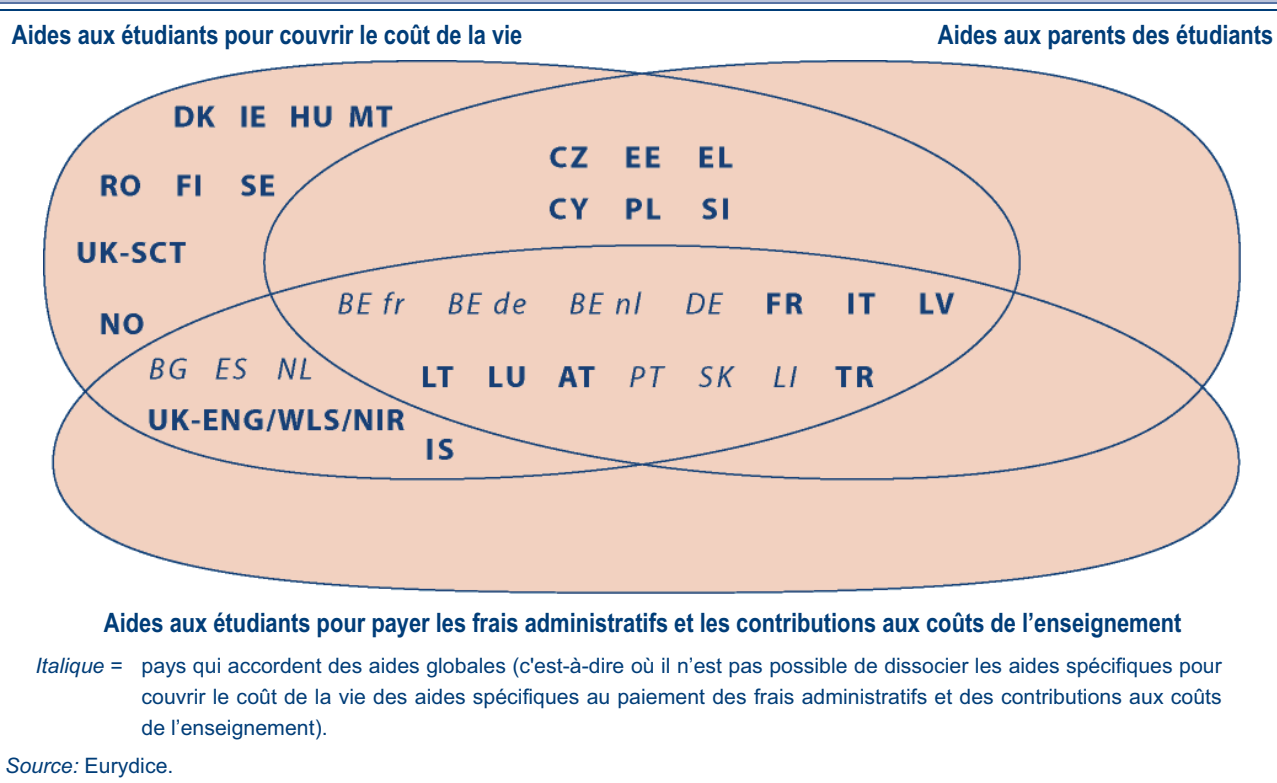 Aides aux étudiants pour couvrir le coût de la vie
Aides aux parents des étudiants
DK IE HU MT
RO FI SE
UK-SCT
NO
CZ EE EL
CY PL SI
BE fr BE de BE nl DE FR IT LV
LT LU AT PT SK LI TR
BG ES NL
UK-ENG/WLS/NIR
IS
Aides aux étudiants pour payer les frais administratifs et les contributions aux coûts de l’enseignement
Italique = pays qui accordent des aides globales (c'est-à-dire où il n’est pas possible de dissocier les aides spécifiques pour
couvrir le coût de la vie des aides spécifiques au paiement des frais administratifs et des contributions aux coûts
de l’enseignement).
Source: Eurydice.